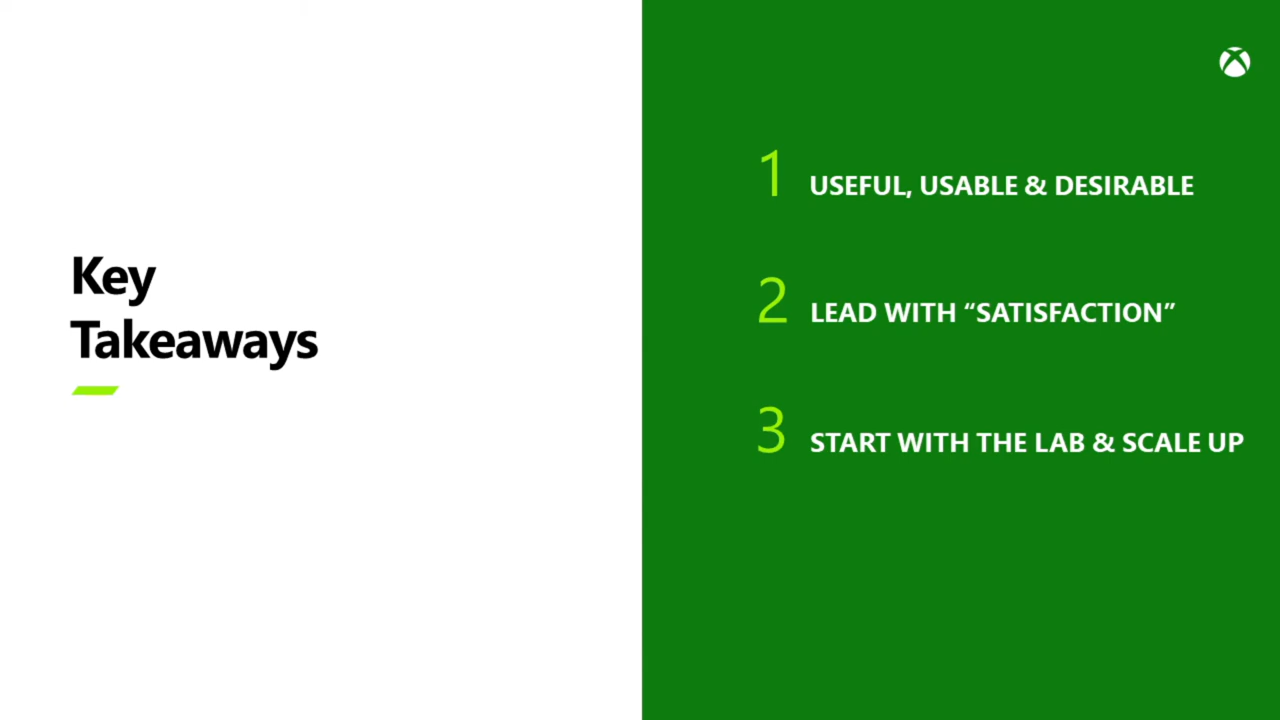 Key
Takeaways
1 USEFUL, USABLE & DESIRABLE
2 LEAD WITH “SATISFACTION”
3 START WITH THE LAB & SCALE UP